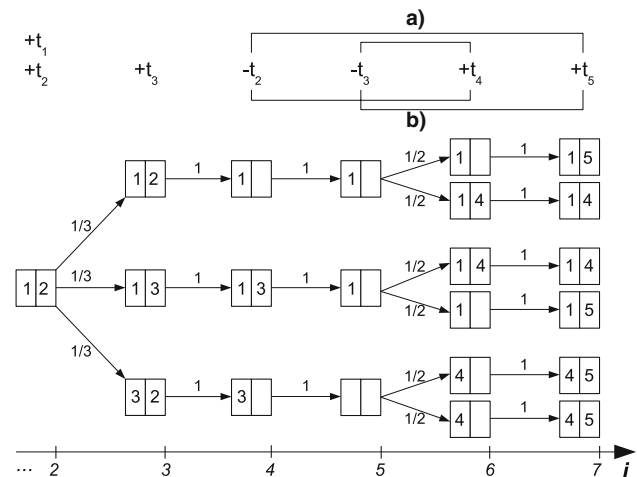 a)
+t1
+t2 +t3 -t2 -t3 +t4 +t5
b)
1 2 1 1 1 1 1/2 1 1 1 5
1/2 1 4 1 1 4
1/3
1 2 1/3 1 3 1 1 3 1 1 1/2 1 4 1 1 4
1/2 1 1 1 5
1/3
3 2 1 3 1 1/2 4 1 4 5
1/2 4 1 4 5
... 2 3 4 5 6 7 i